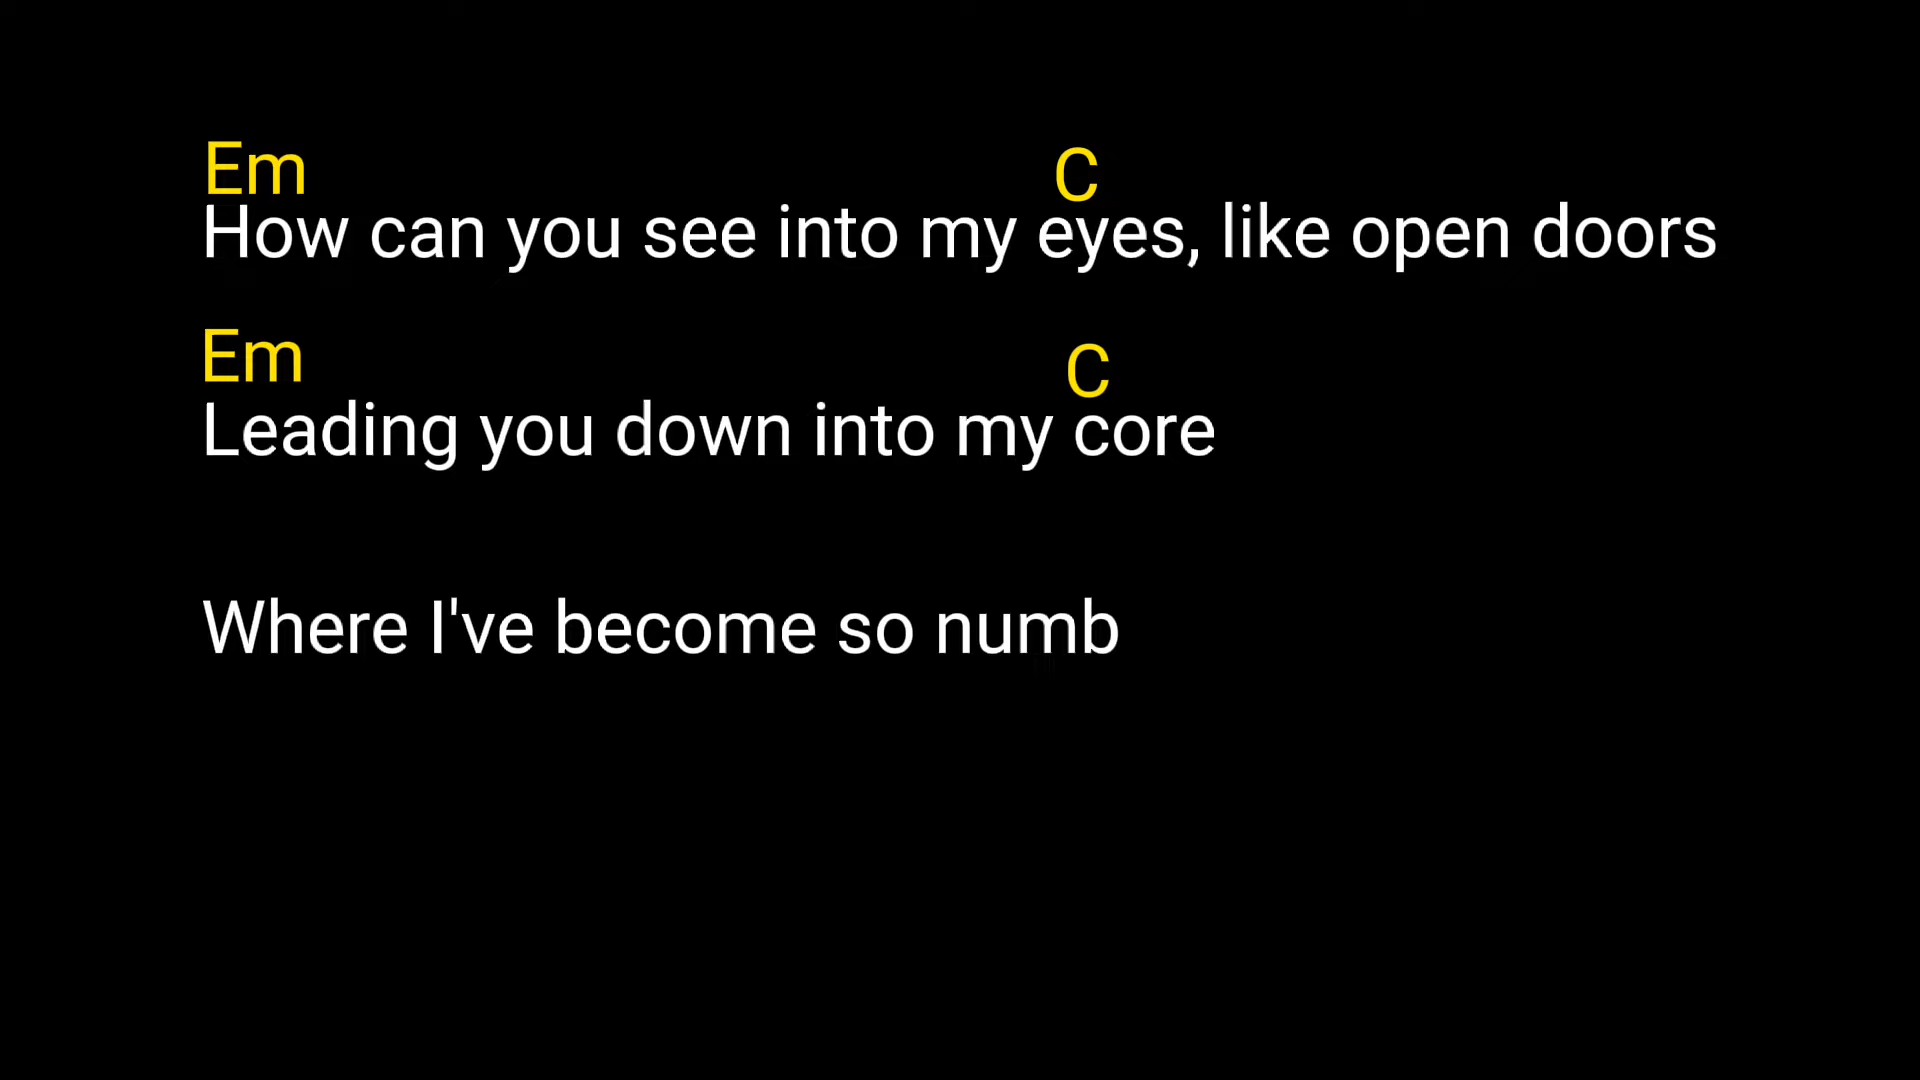 Em C
How can you see into my eyes, like open doors
Em C
Leading you down into my core
Where I've become so numb